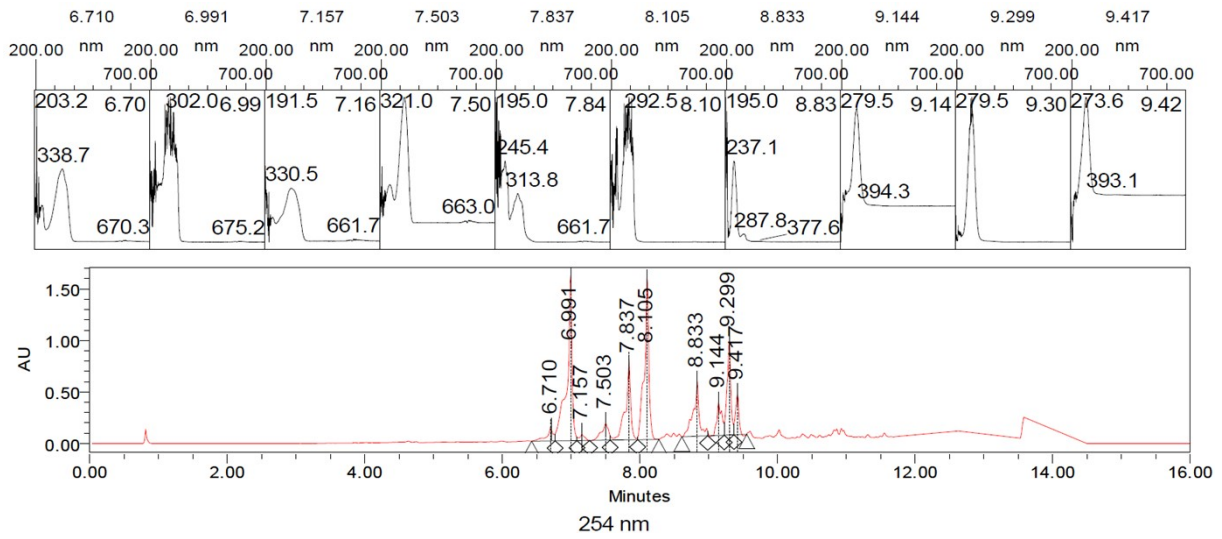 6.710 6.991 7.157 7.503 7.837 8.105 8.833 9.144 9.299 9.417
200.00 nm 200.00 nm 200.00 nm 200.00 nm 200.00 nm 200.00 nm 200.00 nm 200.00 nm 200.00 nm 200.00 nm
700.00 700.00 700.00 700.00 700.00 700.00 700.00 700.00 700.00 700.00
203.2 6.70 302.0 6.99 191.5 7.16 321.0 7.50 195.0 7.84 292.5 8.10 195.0 8.83 279.5 9.14 279.5 9.30 273.6 9.42
338.7 330.5 245.4 313.8 237.1 394.3 393.1
670.3 675.2 661.7 663.0 661.7 287.8 377.6
AU
1.50
1.00
0.50
0.00
6.710 6.991 7.157 7.503 7.837 8.105 8.833 9.144 9.299 9.417
0.00 2.00 4.00 6.00 8.00 10.00 12.00 14.00 16.00
Minutes
254 nm